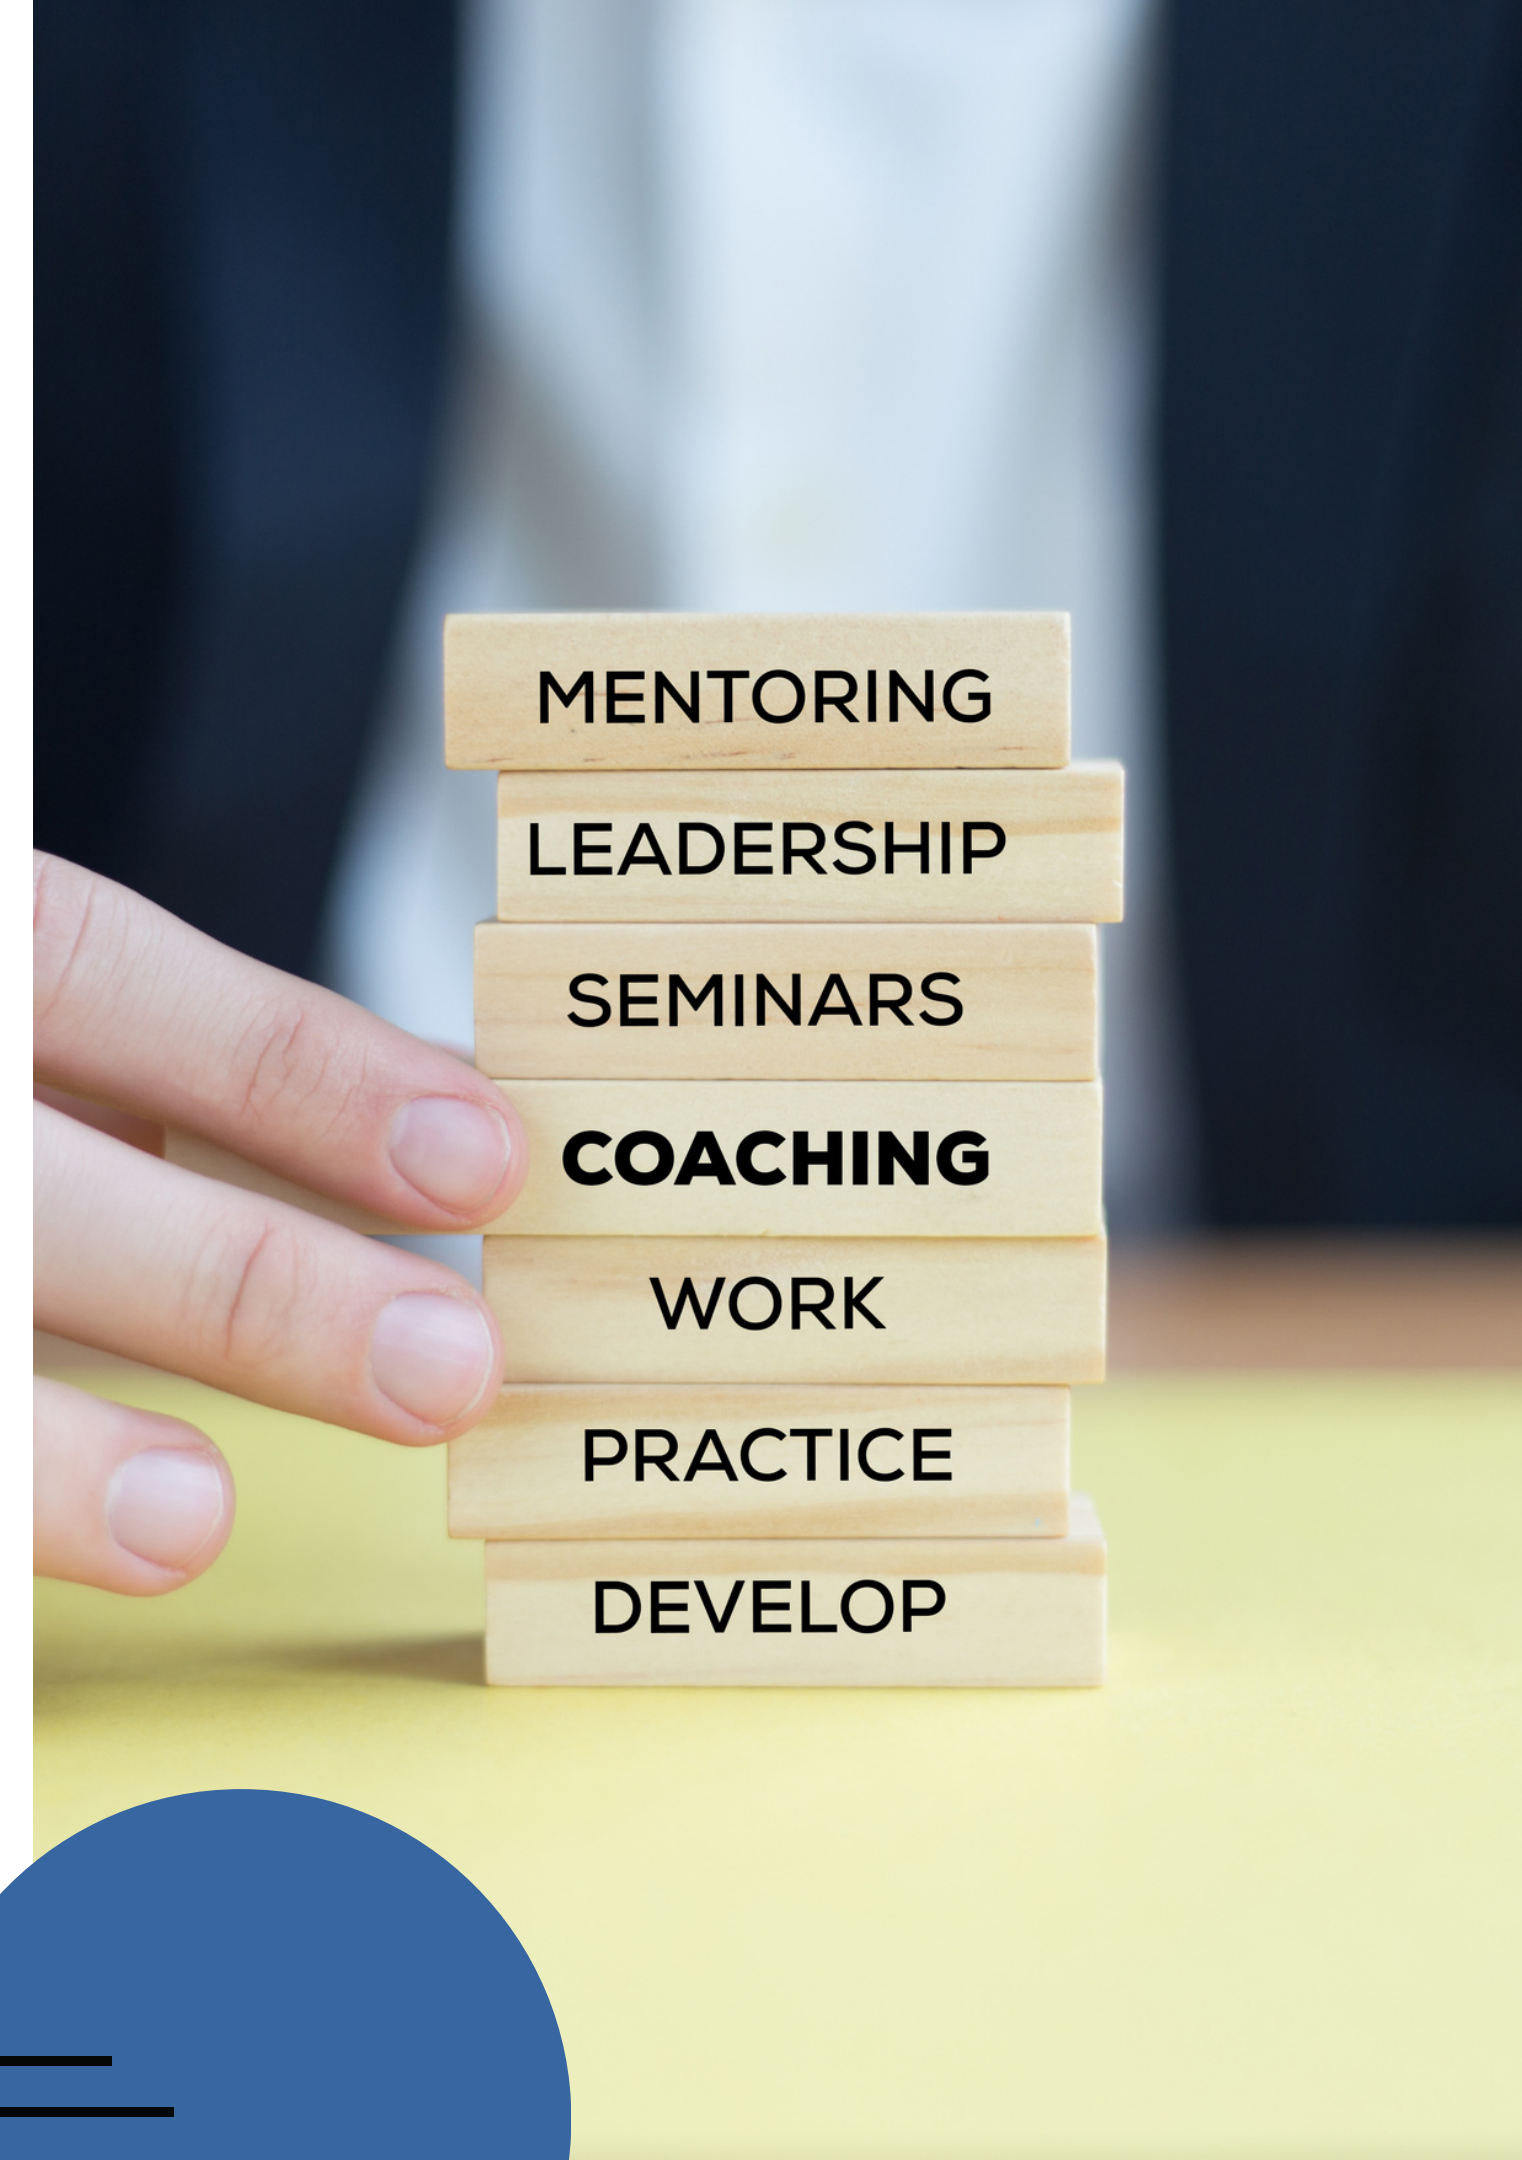 MENTORING
LEADERSHIP
SEMINARS
COACHING
WORK
PRACTICE
DEVELOP